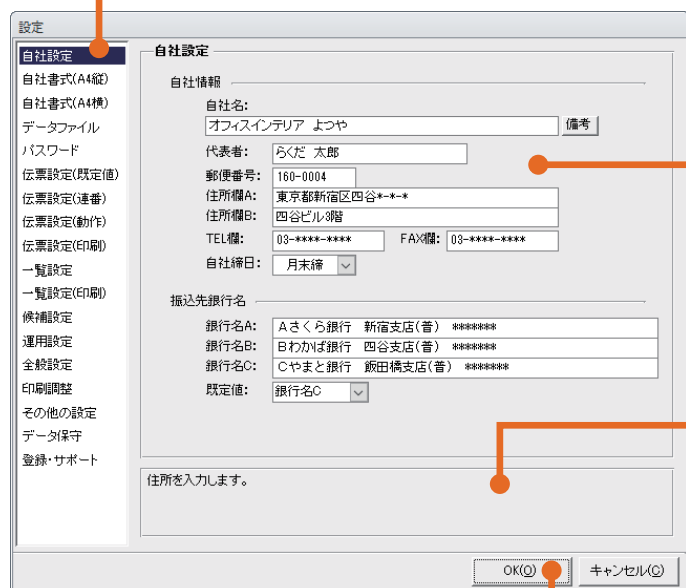 設定
自社設定
自社書式(A4縦)
自社書式(A4横)
データファイル
パスワード
伝票設定(既定値)
伝票設定(連番)
伝票設定(動作)
伝票設定(印刷)
一覧設定
一覧設定(印刷)
候補設定
運用設定
全般設定
印刷調整
その他の設定
データ保守
登録・サポート
自社設定
自社情報
自社名:
オフィスインテリア よつや 備考
代表者: らくだ 太郎
郵便番号: 160-0004
住所欄A: 東京都新宿区四谷*-*-*
住所欄B: 四谷ビル3階
TEL欄: 03-****-**** FAX欄: 03-****-****
自社締日: 月末締
振込先銀行名
銀行名A: Aさくら銀行 新宿支店(普) *******
銀行名B: Bわかば銀行 四谷支店(普) *******
銀行名C: Cやまと銀行 飯田橋支店(普) *******
既定値: 銀行名C
住所を入力します。
OK(O) キャンセル(C)